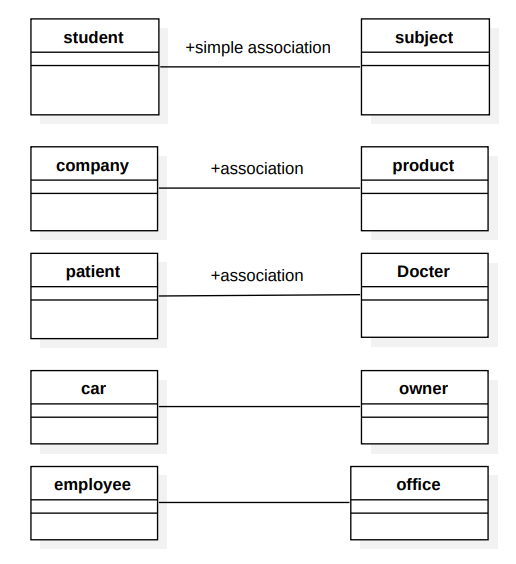 student +simple association subject
company +association product
patient +association Docter
car owner
employee office